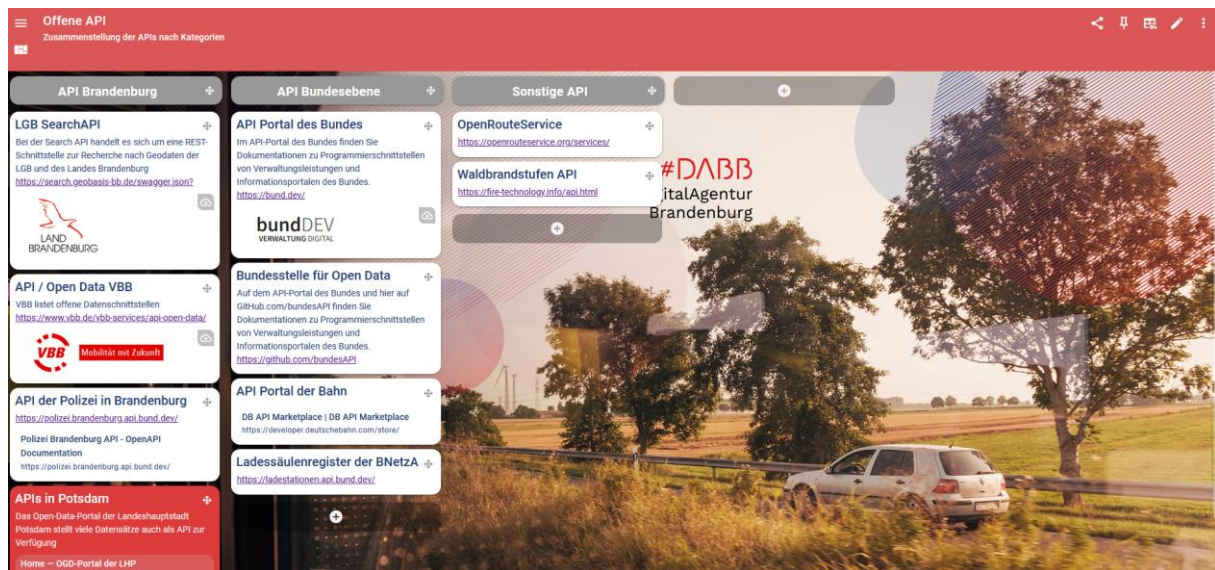 Offene API
Zusammenstellung der APIs nach Kategorien
API Brandenburg
LGB SearchAPI
Bei der Search API handelt es sich um eine REST-
Schnittstelle zur Recherche nach Geodaten der
LGB und des Landes Brandenburg
https://search.geobasis-bb.de/swagger.json?
LAND
BRANDENBURG
API / Open Data VBB
VBB listet offene Datenschnittstellen
https://www.vbb.de/vbb-services/api-open-data/
VBB
Mobilität mit Zukunft
API der Polizei in Brandenburg
https://polizei.brandenburg.api.bund.dev/
Polizei Brandenburg API - OpenAPI
Documentation
https://polizei.brandenburg.api.bund.dev/
APIs in Potsdam
Das Open-Data-Portal der Landeshauptstadt
Potsdam stellt viele Datensätze auch als API zur
Verfügung
Home — OGD-Portal der LHP
API Bundesebene
API Portal des Bundes
Im API-Portal des Bundes finden Sie
Dokumentationen zu Programmierschnittstellen
von Verwaltungsleistungen und
Informationsportalen des Bundes.
https://bund.dev/
bundDEV
VERWALTUNG DIGITAL
Bundesstelle für Open Data
Auf dem API-Portal des Bundes und hier auf
GitHub.com/bundesAPI finden Sie
Dokumentationen zu Programmierschnittstellen
von Verwaltungsleistungen und
Informationsportalen des Bundes.
https://github.com/bundesAPI
API Portal der Bahn
DB API Marketplace | DB API Marketplace
https://developer.deutschebahn.com/store/
Ladessäulenregister der BNetzA
https://ladestationen.api.bund.dev/
Sonstige API
OpenRouteService
https://openrouteservice.org/services/
Waldbrandstufen API
https://fire-technology.info/api.html
#DABB
italAgentur
Brandenburg